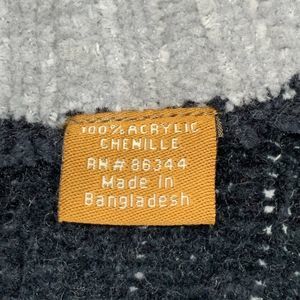 100% ACRYLIC
CHENILLE
RN# 86344
Made In
Bangladesh